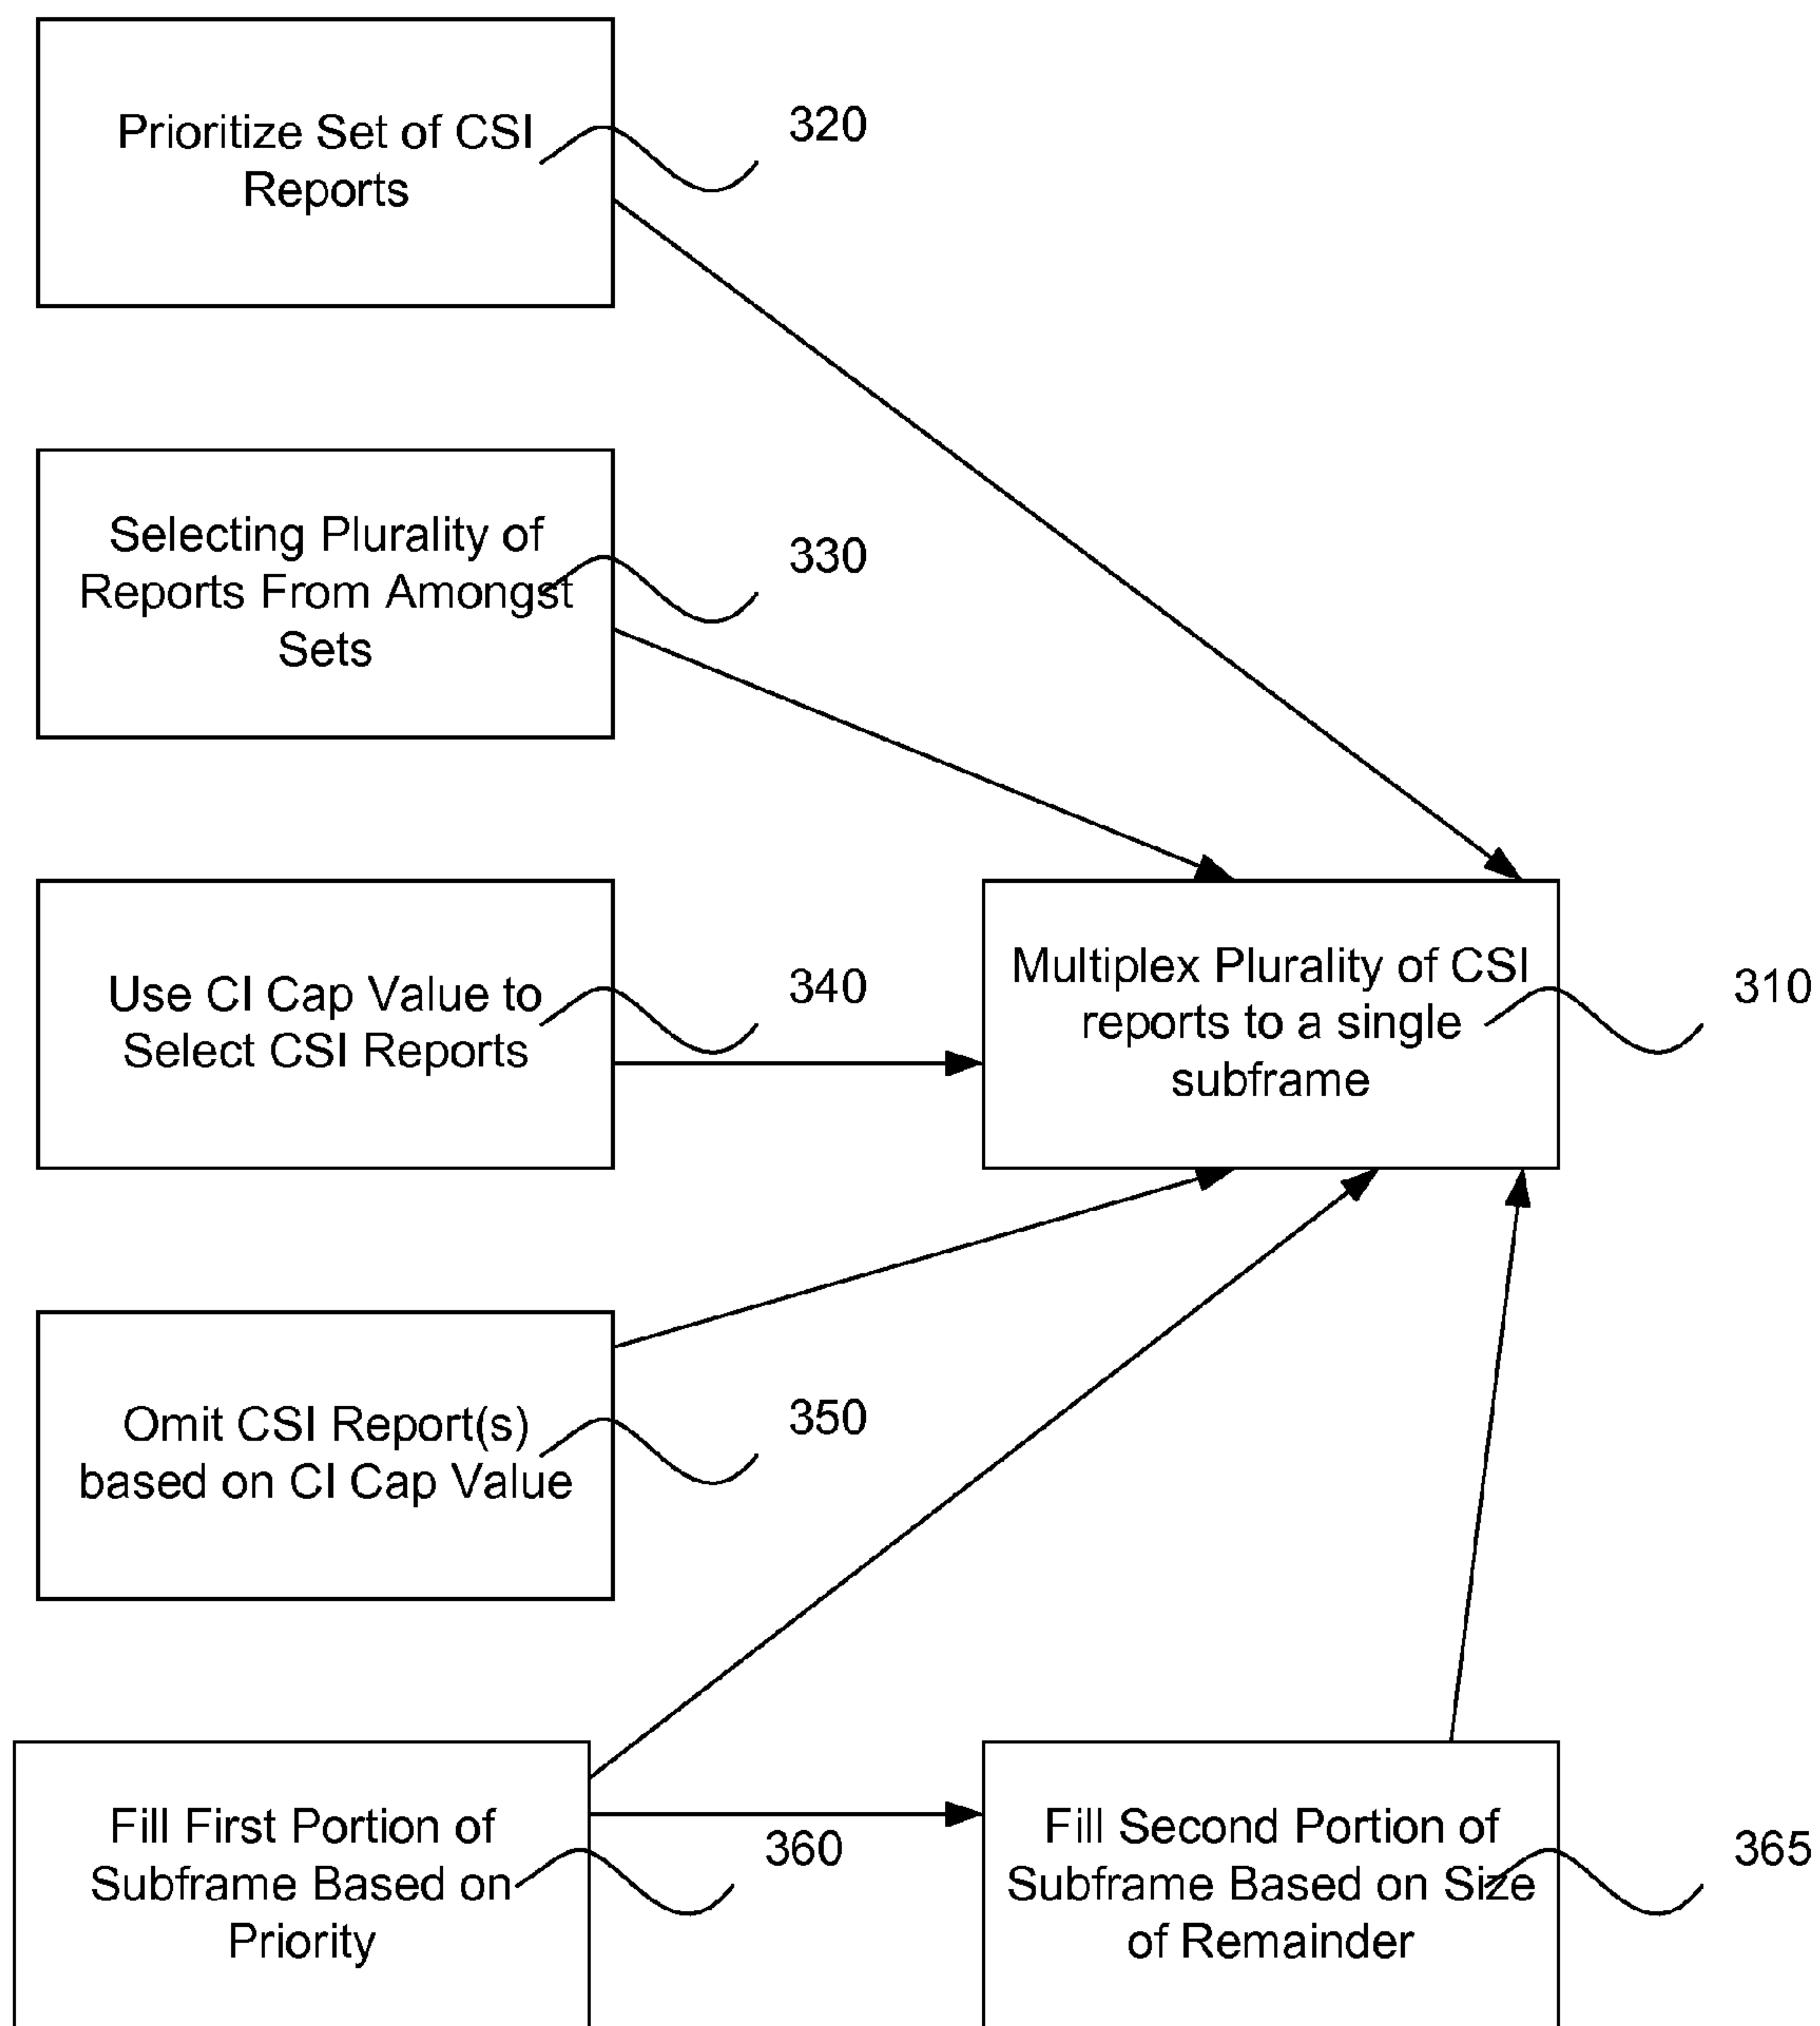 Prioritize Set of CSI
Reports
320
Selecting Plurality of
Reports From Amongst
Sets
330
Use CI Cap Value to
Select CSI Reports
340
Multiplex Plurality of CSI
reports to a single
subframe
310
Omit CSI Report(s)
based on CI Cap Value
350
Fill First Portion of
Subframe Based on
Priority
360
Fill Second Portion of
Subframe Based on Size
of Remainder
365